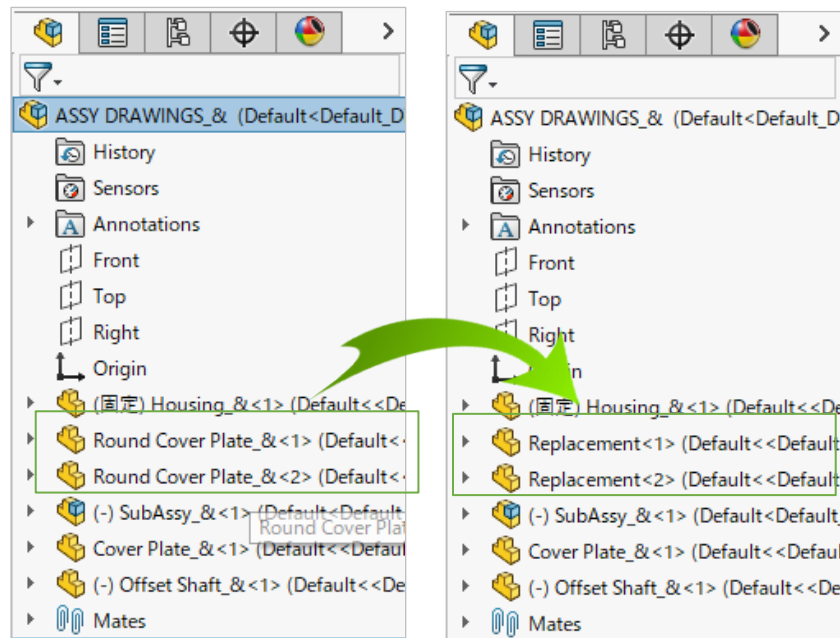 ASSY DRAWINGS_& (Default<Default_D
History
Sensors
Annotations
Front
Top
Right
Origin
(固定) Housing_&<1> (Default<<De
Round Cover Plate_&<1> (Default<
Round Cover Plate_&<2> (Default<
(-) SubAssy_&<1> (Default<Default
Round Cover Plat
Cover Plate_&<1> (Default<<Defaul
(-) Offset Shaft_&<1> (Default<<De
Mates
ASSY DRAWINGS_& (Default<Default_D
History
Sensors
Annotations
Front
Top
Right
(固定) Housing_&<1> (Default<<De
Replacement<1> (Default<<Default
Replacement<2> (Default<<Default
(-) SubAssy_&<1> (Default<Default_
Cover Plate_&<1> (Default<<Defaul
(-) Offset Shaft_&<1> (Default<<De
Mates